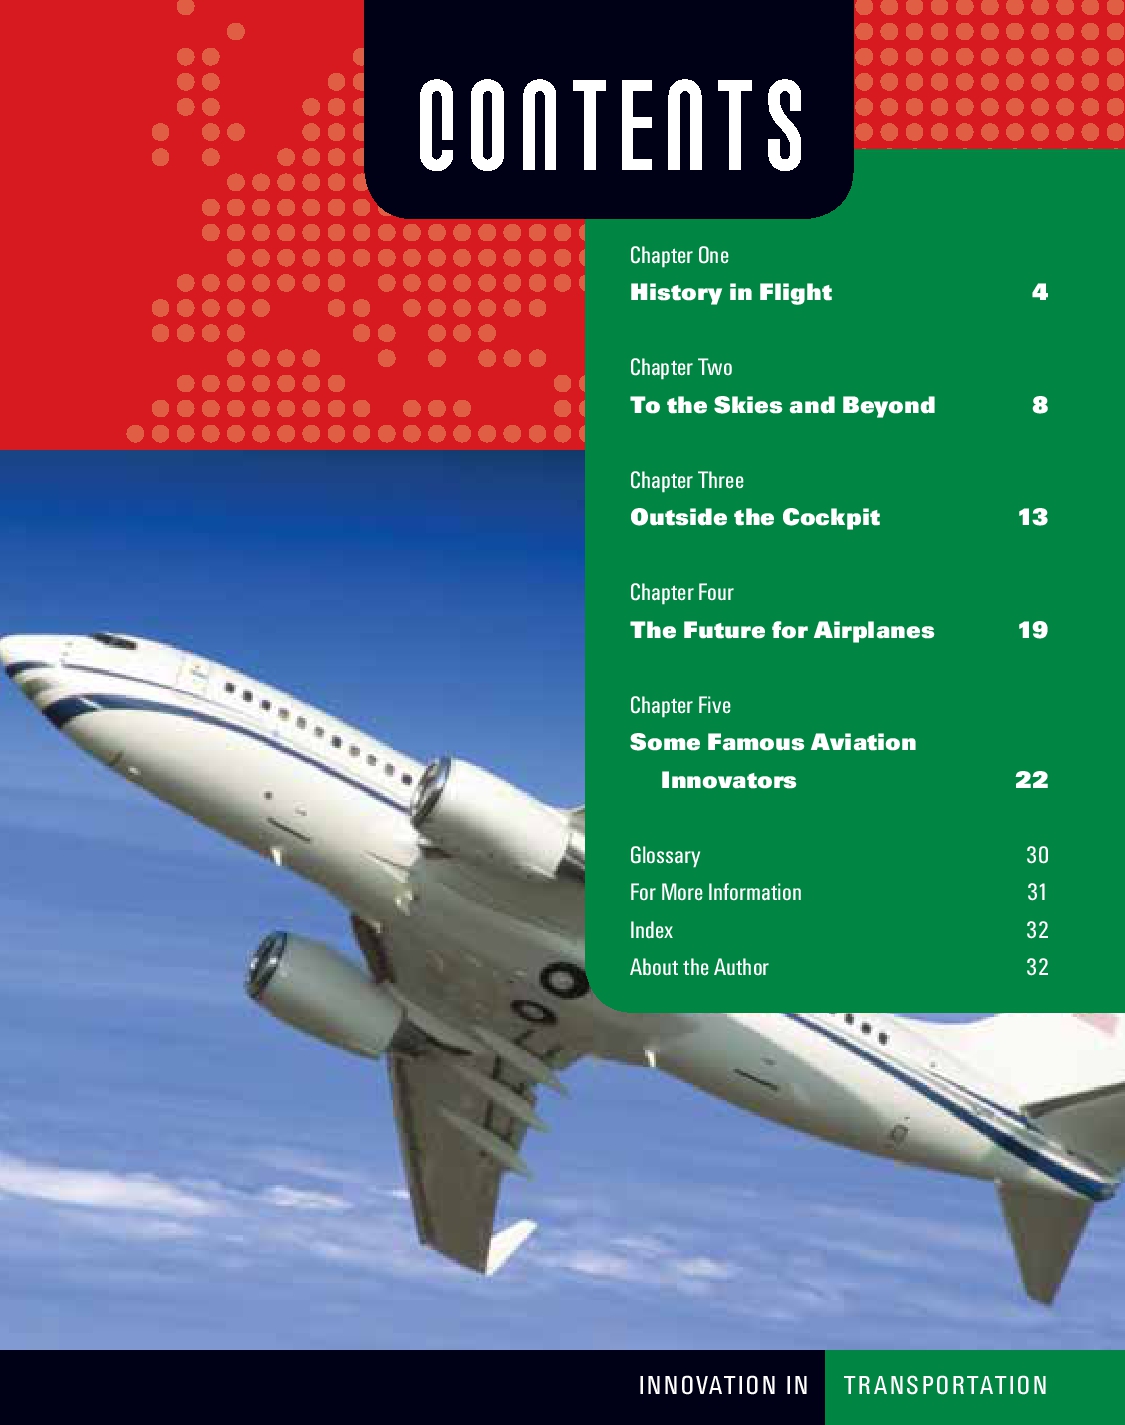 CONTENTS
Chapter One
History in Flight 4
Chapter Two
To the Skies and Beyond 8
Chapter Three
Outside the Cockpit 13
Chapter Four
The Future for Airplanes 19
Chapter Five
Some Famous Aviation
Innovators 22
Glossary 30
For More Information 31
Index 32
About the Author 32
INNOVATION IN TRANSPORTATION